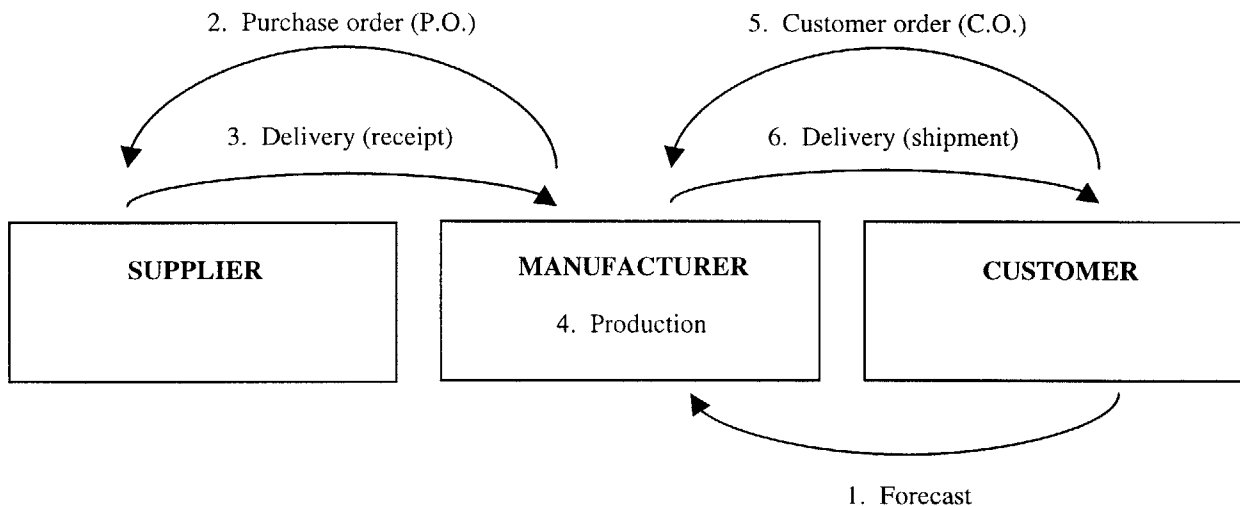 2. Purchase order (P.O.)
5. Customer order (C.O.)
3. Delivery (receipt)
6. Delivery (shipment)
SUPPLIER
MANUFACTURER
CUSTOMER
4. Production
1. Forecast